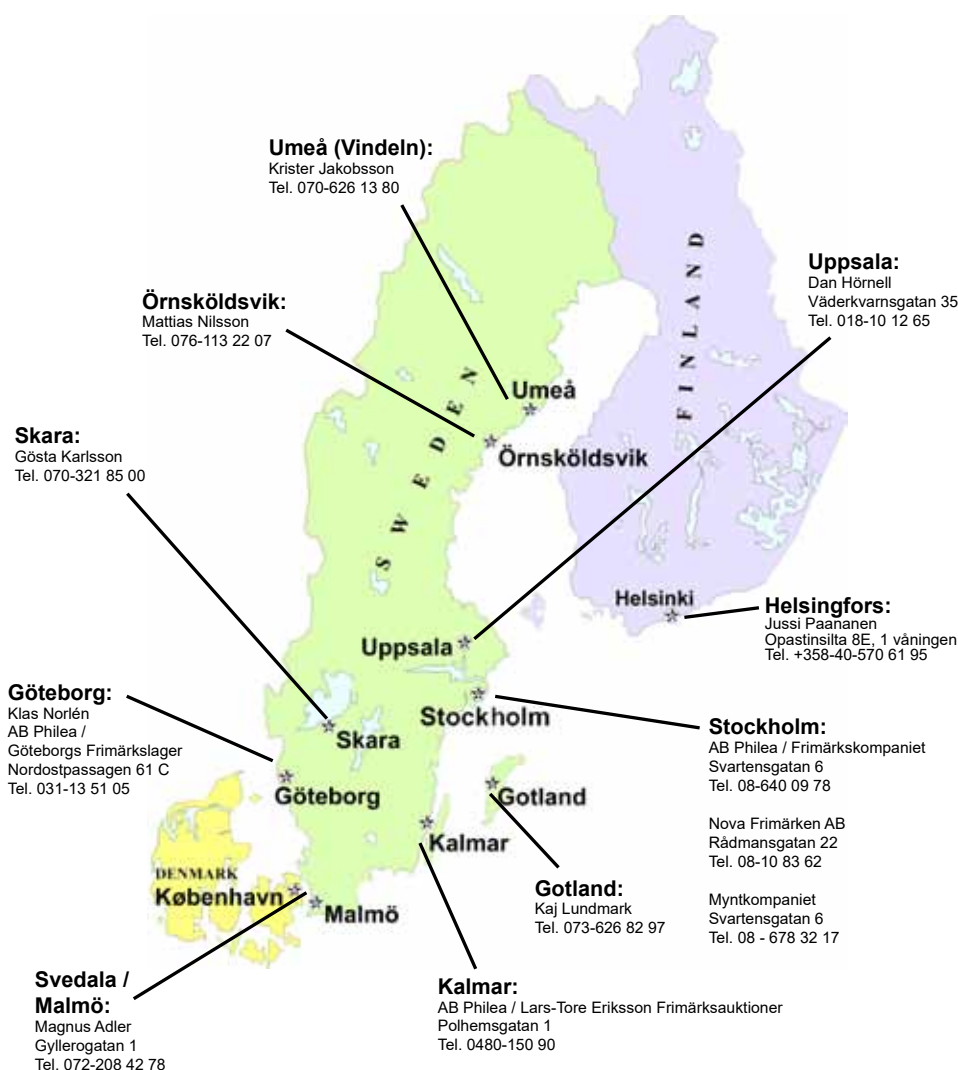 Umeå (Vindeln):
Krister Jakobsson
Tel. 070-626 13 80
Uppsala:
Dan Hörnell
Väderkvarnsgatan 35
Tel. 018-10 12 65
Örnsköldsvik:
Mattias Nilsson
Tel. 076-113 22 07
Skara:
Gösta Karlsson
Tel. 070-321 85 00
FINLAND
SWEDEN
Umeå
Örnsköldsvik
Helsinki
Helsingfors:
Jussi Paananen
Opastinsilta 8E, 1 våningen
Tel. +358-40-570 61 95
Uppsala
Göteborg:
Klas Norlén
AB Philea /
Göteborgs Frimärkslager
Nordostpassagen 61 C
Tel. 031-13 51 05
Stockholm
Skara
Göteborg
Gotland
Kalmar
Stockholm:
AB Philea / Frimärkskompaniet
Svartensgatan 6
Tel. 08-640 09 78
Nova Frimärken AB
Rådmansgatan 22
Tel. 08-10 83 62
Myntkompaniet
Svartensgatan 6
Tel. 08 - 678 32 17
DENMARK
København
Malmö
Gotland:
Kaj Lundmark
Tel. 073-626 82 97
Svedala /
Malmö:
Magnus Adler
Gyllerogatan 1
Tel. 072-208 42 78
Kalmar:
AB Philea / Lars-Tore Eriksson Frimärksauktioner
Polhemsgatan 1
Tel. 0480-150 90